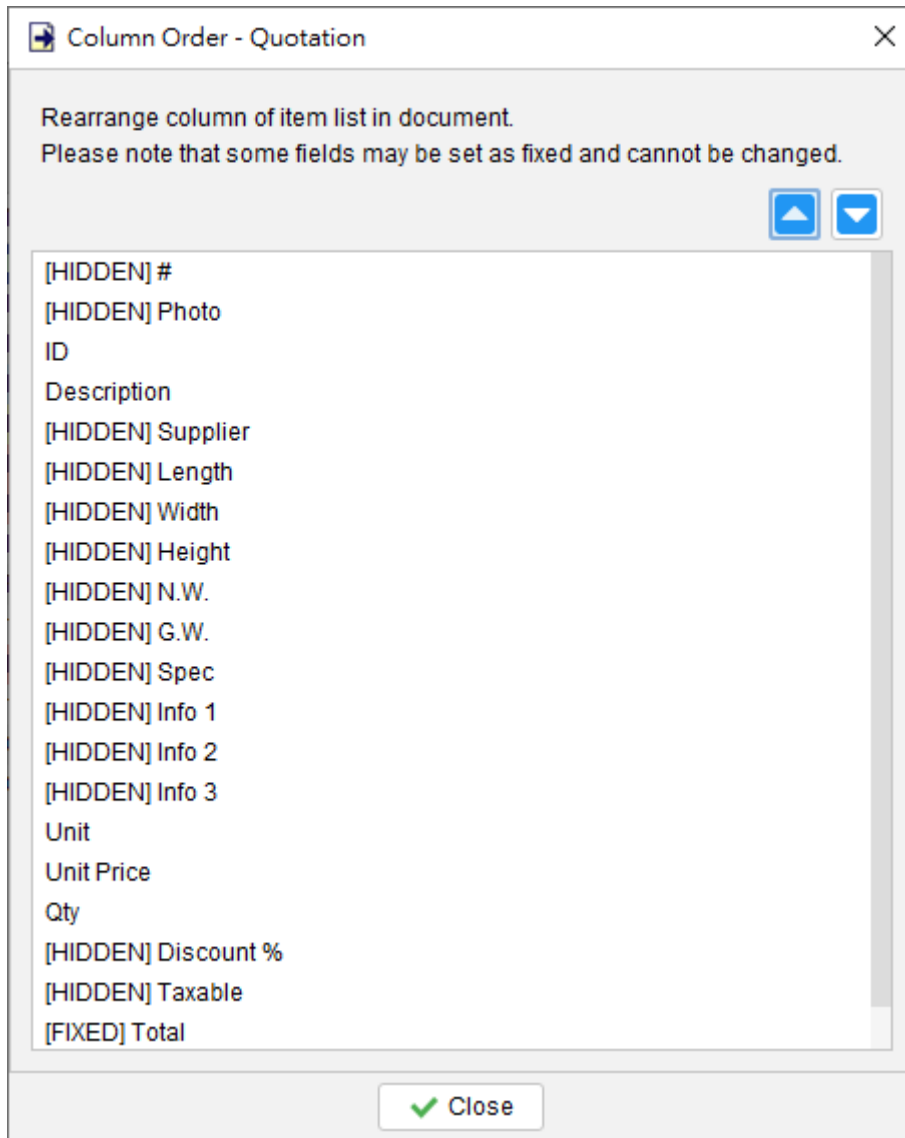 Column Order - Quotation
Rearrange column of item list in document.
Please note that some fields may be set as fixed and cannot be changed.
[HIDDEN] #
[HIDDEN] Photo
ID
Description
[HIDDEN] Supplier
[HIDDEN] Length
[HIDDEN] Width
[HIDDEN] Height
[HIDDEN] N.W.
[HIDDEN] G.W.
[HIDDEN] Spec
[HIDDEN] Info 1
[HIDDEN] Info 2
[HIDDEN] Info 3
Unit
Unit Price
Qty
[HIDDEN] Discount %
[HIDDEN] Taxable
[FIXED] Total
Close